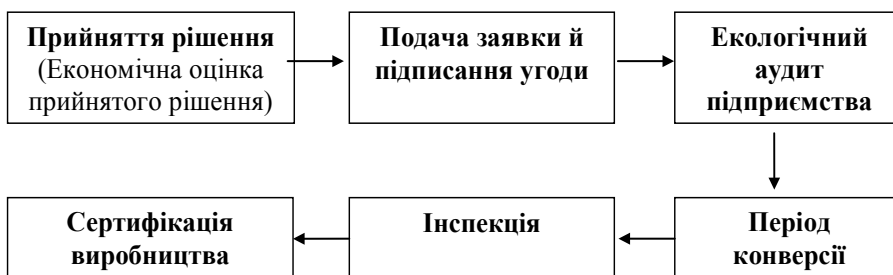 Прийняття рішення
(Економічна оцінка
прийнятого рішення)
Подача заявки й
підписання угоди
Екологічний
аудит
підприємства
Період
конверсії
Інспекція
Сертифікація
виробництва